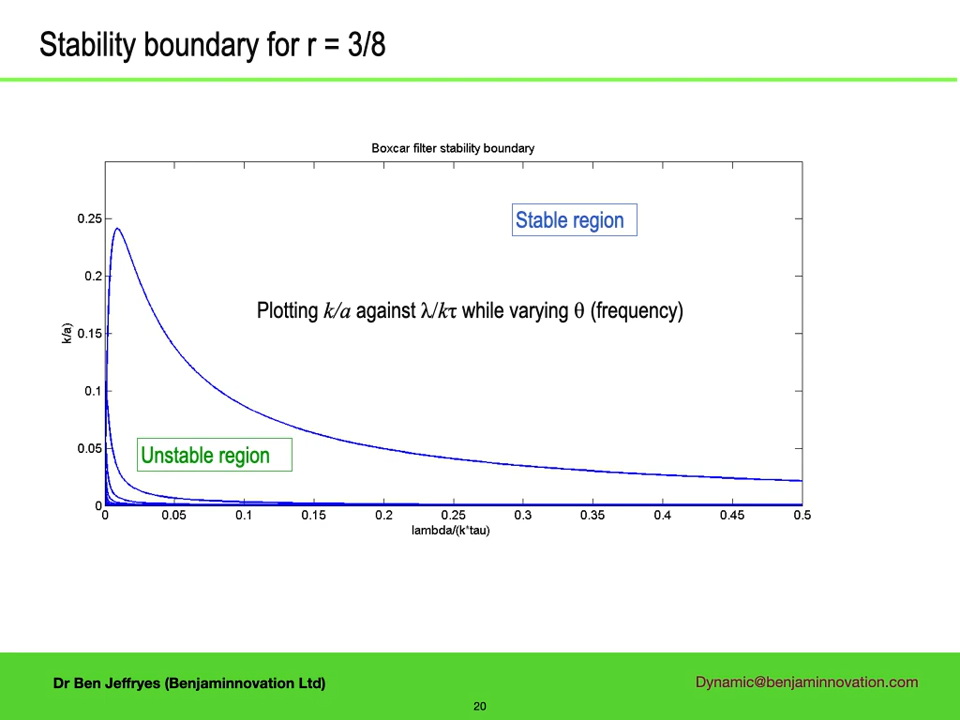 Stability boundary for r = 3/8
Boxcar filter stability boundary
Stable region
Plotting k/a against λ/kτ while varying θ (frequency)
Unstable region
k/a)
0.25
0.2
0.15
0.1
0.05
0
0 0.05 0.1 0.15 0.2 0.25 0.3 0.35 0.4 0.45 0.5
lambda/(k*tau)
Dr Ben Jeffryes (Benjaminnovation Ltd)
Dynamic@benjaminnovation.com
20